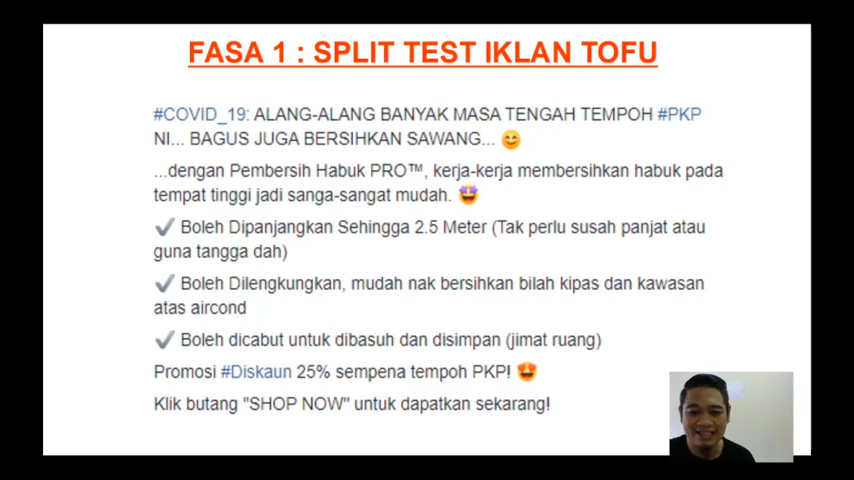 FASA 1 : SPLIT TEST IKLAN TOFU
#COVID_19: ALANG-ALANG BANYAK MASA TENGAH TEMPOH #PKP
NI... BAGUS JUGA BERSIHKAN SAWANG... 😊
...dengan Pembersih Habuk PRO™, kerja-kerja membersihkan habuk pada
tempat tinggi jadi sanga-sangat mudah. 🤩
✔ Boleh Dipanjangkan Sehingga 2.5 Meter (Tak perlu susah panjat atau
guna tangga dah)
✔ Boleh Dilengkungkan, mudah nak bersihkan bilah kipas dan kawasan
atas aircond
✔ Boleh dicabut untuk dibasuh dan disimpan (jimat ruang)
Promosi #Diskaun 25% sempena tempoh PKP! 😍
Klik butang "SHOP NOW" untuk dapatkan sekarang!